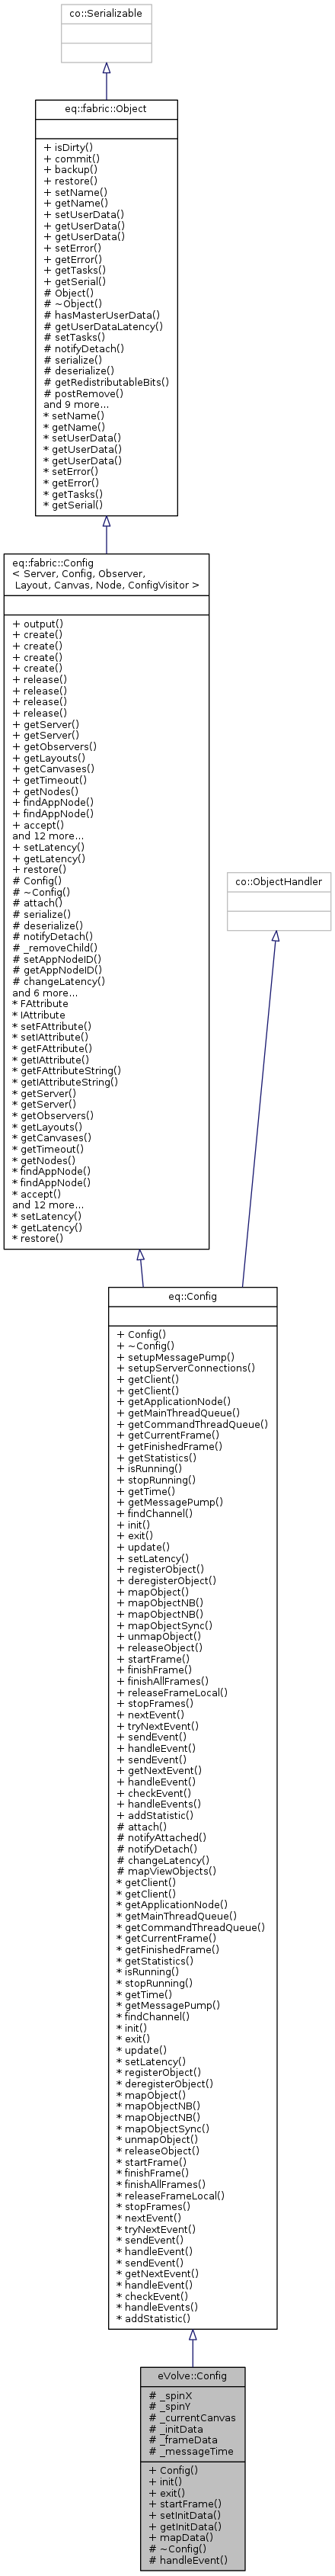 co::Serializable
eq::fabric::Object
+ isDirty()
+ commit()
+ backup()
+ restore()
+ setName()
+ getName()
+ setUserData()
+ getUserData()
+ getUserData()
+ setError()
+ getError()
+ getTasks()
+ getSerial()
# Object()
# ~Object()
# hasMasterUserData()
# getUserDataLatency()
# setTasks()
# notifyDetach()
# serialize()
# deserialize()
# getRedistributableBits()
# postRemove()
and 9 more...
* setName()
* getName()
* setUserData()
* getUserData()
* getUserData()
* setError()
* getError()
* getTasks()
* getSerial()
eq::fabric::Config
< Server, Config, Observer,
Layout, Canvas, Node, ConfigVisitor >
+ output()
+ create()
+ create()
+ create()
+ create()
+ release()
+ release()
+ release()
+ release()
+ getServer()
+ getServer()
+ getObservers()
+ getLayouts()
+ getCanvases()
+ getTimeout()
+ getNodes()
+ findAppNode()
+ findAppNode()
+ accept()
and 12 more...
+ setLatency()
+ getLatency()
+ restore()
# Config()
# ~Config()
# attach()
# serialize()
# deserialize()
# notifyDetach()
# _removeChild()
# setAppNodeID()
# getAppNodeID()
# changeLatency()
and 6 more...
* FAttribute
* IAttribute
* setFAttribute()
* setIAttribute()
* getFAttribute()
* getIAttribute()
* getFAttributeString()
* getIAttributeString()
* getServer()
* getServer()
* getObservers()
* getLayouts()
* getCanvases()
* getTimeout()
* getNodes()
* findAppNode()
* findAppNode()
* accept()
and 12 more...
* setLatency()
* getLatency()
* restore()
co::ObjectHandler
eq::Config
+ Config()
+ ~Config()
+ setupMessagePump()
+ setupServerConnections()
+ getClient()
+ getClient()
+ getApplicationNode()
+ getMainThreadQueue()
+ getCommandThreadQueue()
+ getCurrentFrame()
+ getFinishedFrame()
+ getStatistics()
+ isRunning()
+ stopRunning()
+ getTime()
+ getMessagePump()
+ findChannel()
+ init()
+ exit()
+ update()
+ setLatency()
+ registerObject()
+ deregisterObject()
+ mapObject()
+ mapObjectNB()
+ mapObjectNB()
+ mapObjectSync()
+ unmapObject()
+ releaseObject()
+ startFrame()
+ finishFrame()
+ finishAllFrames()
+ releaseFrameLocal()
+ stopFrames()
+ nextEvent()
+ tryNextEvent()
+ sendEvent()
+ handleEvent()
+ sendEvent()
+ getNextEvent()
+ handleEvent()
+ checkEvent()
+ handleEvents()
+ addStatistic()
# attach()
# notifyAttached()
# notifyDetach()
# changeLatency()
# mapViewObjects()
* getClient()
* getClient()
* getApplicationNode()
* getMainThreadQueue()
* getCommandThreadQueue()
* getCurrentFrame()
* getFinishedFrame()
* getStatistics()
* isRunning()
* stopRunning()
* getTime()
* getMessagePump()
* findChannel()
* init()
* exit()
* update()
* setLatency()
* registerObject()
* deregisterObject()
* mapObject()
* mapObjectNB()
* mapObjectNB()
* mapObjectSync()
* unmapObject()
* releaseObject()
* startFrame()
* finishFrame()
* finishAllFrames()
* releaseFrameLocal()
* stopFrames()
* nextEvent()
* tryNextEvent()
* sendEvent()
* handleEvent()
* sendEvent()
* getNextEvent()
* handleEvent()
* checkEvent()
* handleEvents()
* addStatistic()
eVolve::Config
# _spinX
# _spinY
# _currentCanvas
# _initData
# _frameData
# _messageTime
+ Config()
+ init()
+ exit()
+ startFrame()
+ setInitData()
+ getInitData()
+ mapData()
# ~Config()
# handleEvent()